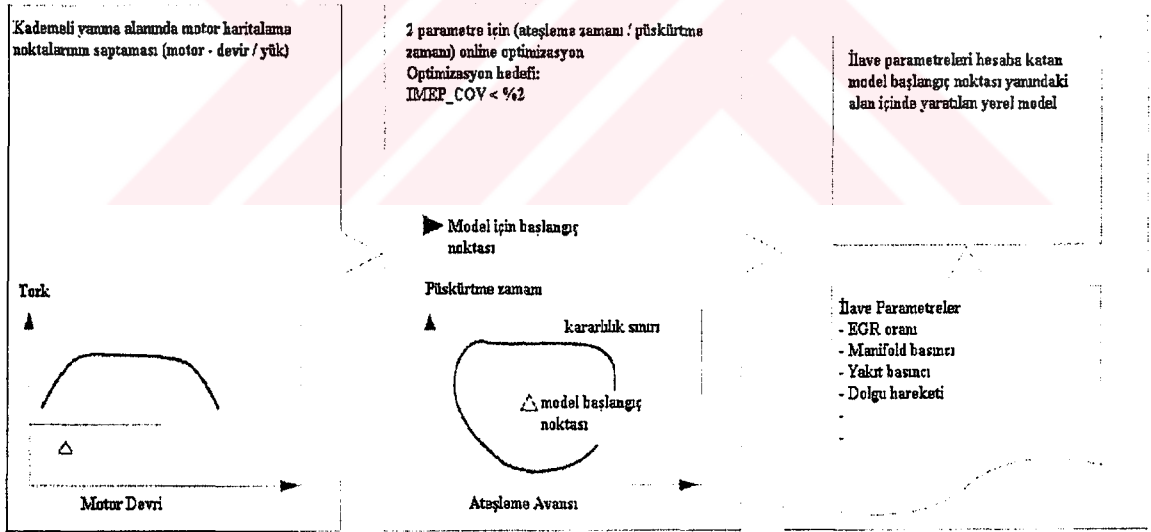 Kademeli yanma alanında motor haritalama
noktalarının saptaması (motor - devir / yük)
Tork
Motor Devri
2 parametre için (ateşleme zamanı / püskürtme
zamanı) online optimizasyon
Optimizasyon hedefi:
IMEP_COV < %2
Model için başlangıç
noktası
Püskürtme zamanı
kararlılık sınırı
model başlangıç
noktası
Ateşleme Avansı
İlave parametreleri hesaba katan
model başlangıç noktası yanındaki
alan içinde yaratılan yerel model
İlave Parametreler
- EGR oranı
- Manifold basıncı
- Yakıt basıncı
- Dolgu hareketi
-
-